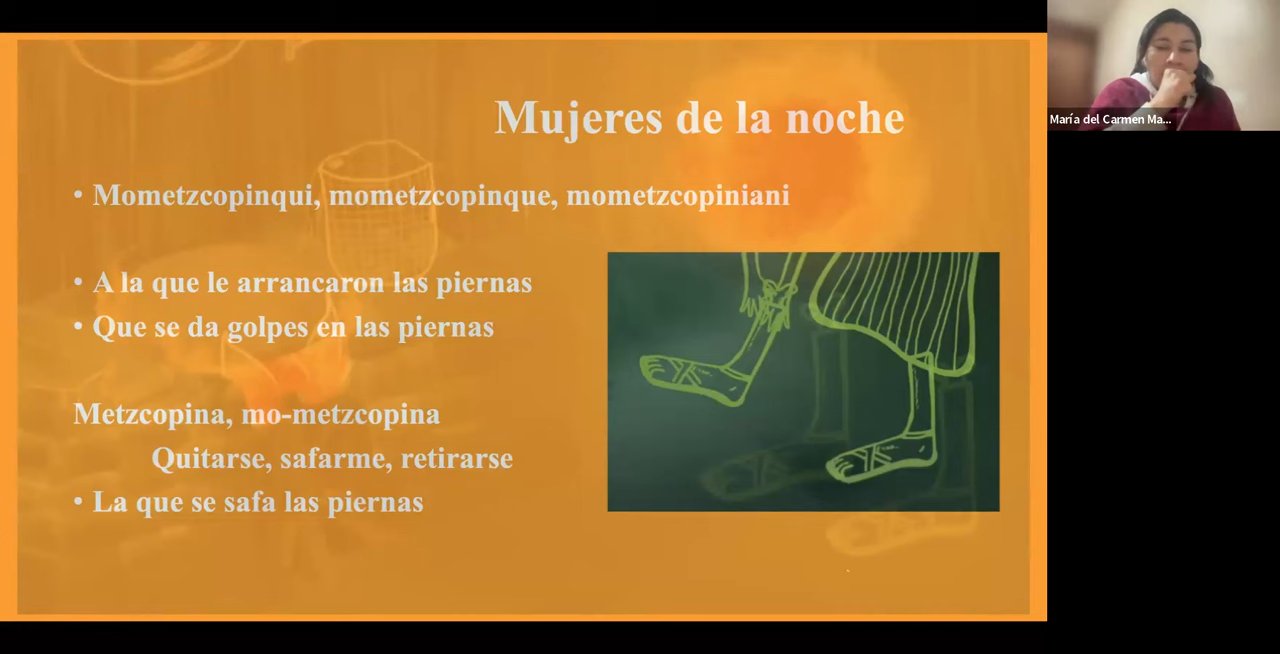 Mujeres de la noche
• Mometzcopinqui, mometzcopinque, mometzcopiniani
• A la que le arrancaron las piernas
• Que se da golpes en las piernas
Metzcopina, mo-metzcopina
Quitarse, safarme, retirarse
• La que se safa las piernas
María del Carmen Ma...